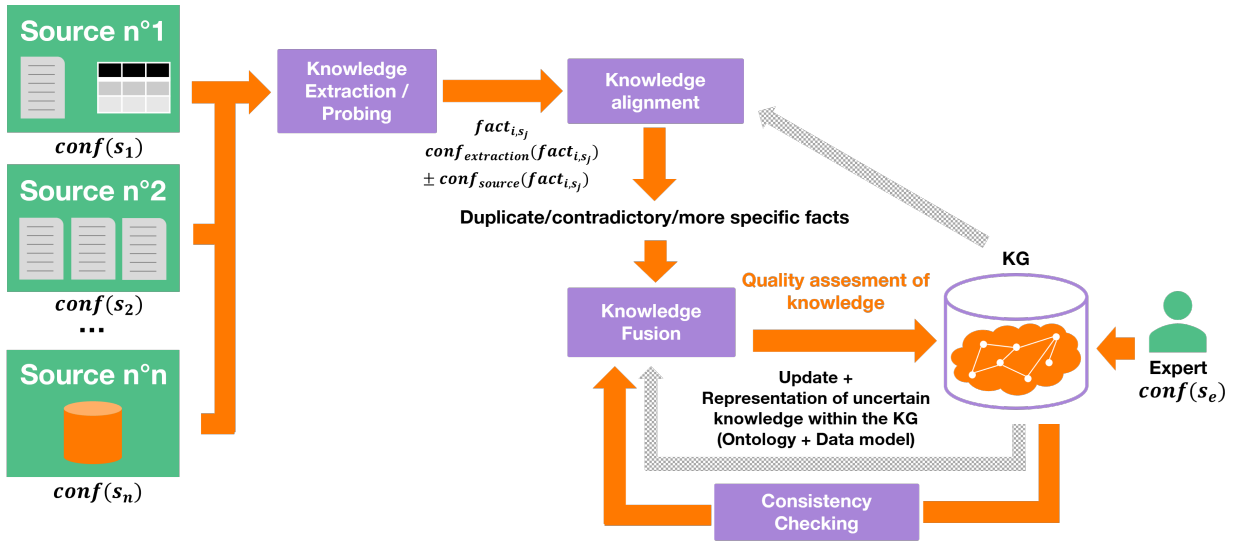 Source n°1
conf(s₁)
Source n°2
conf(s₂)
...
Source n°n
conf(sₙ)
Knowledge
Extraction /
Probing
fact_{i,s_j}
conf_{extraction}(fact_{i,s_j})
± conf_{source}(fact_{i,s_j})
Knowledge
alignment
Duplicate/contradictory/more specific facts
Knowledge
Fusion
Quality assesment of
knowledge
Update +
Representation of uncertain
knowledge within the KG
(Ontology + Data model)
KG
Expert
conf(sₑ)
Consistency
Checking